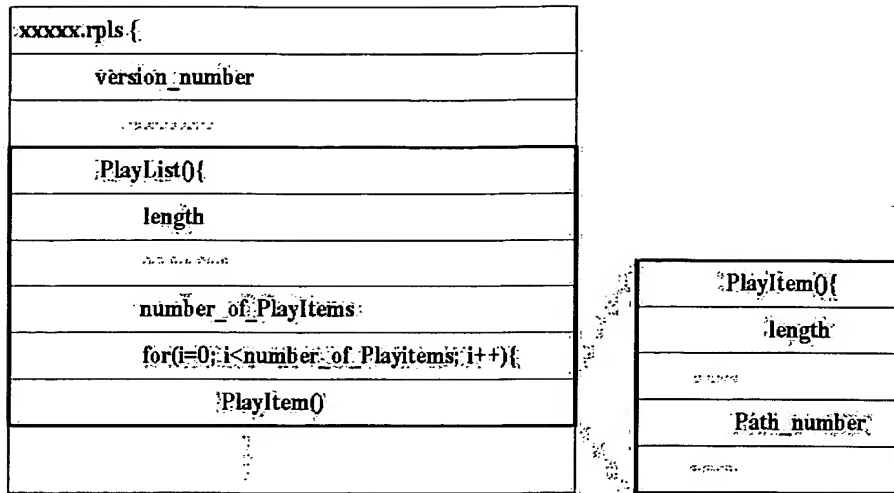 xxxxx.rpls {
version_number
PlayList(){
length
number_of_PlayItems
for(i=0; i<number_of_Playitems; i++){
PlayItem()
PlayItem(){
length
Path_number